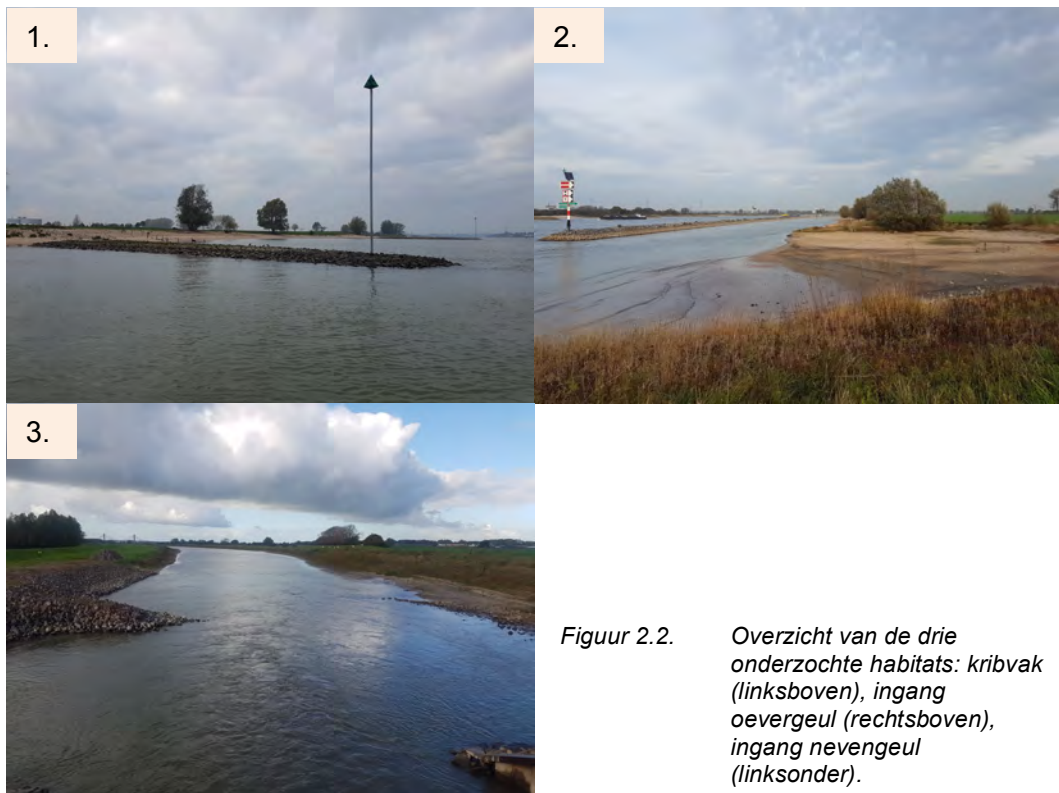 1.
2.
3.
Figuur 2.2. Overzicht van de drie
onderzochte habitats: kribvak
(linksboven), ingang
oevergeul (rechtsboven),
ingang nevengeul
(linksonder).